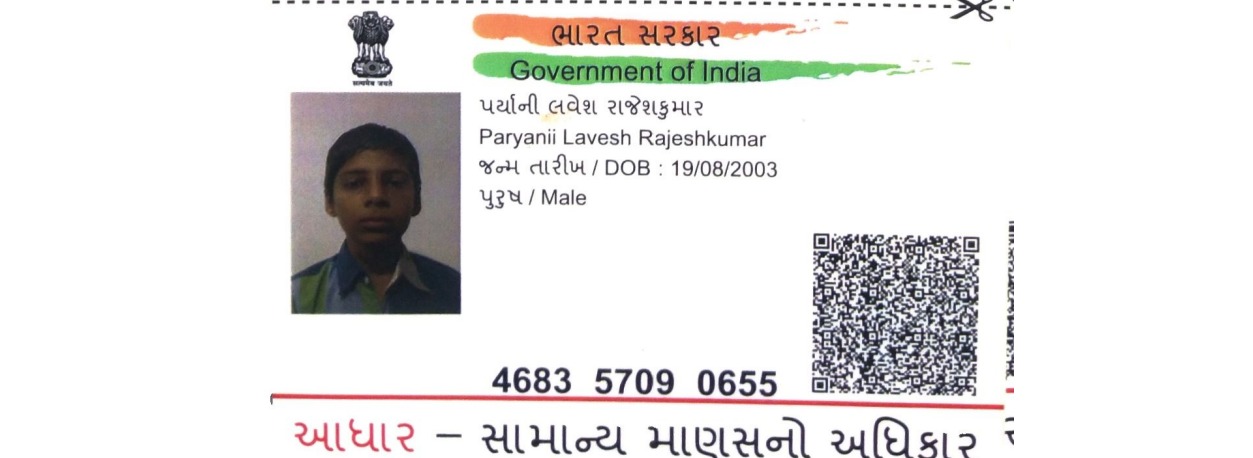 सत्यमेव जयते
ભારત સરકાર
Government of India
પર્યાની લવેશ રાજેશકુમાર
Paryanii Lavesh Rajeshkumar
જન્મ તારીખ / DOB : 19/08/2003
પુરુષ / Male
4683 5709 0655
આધાર – સામાન્ય માણસનો અધિકાર